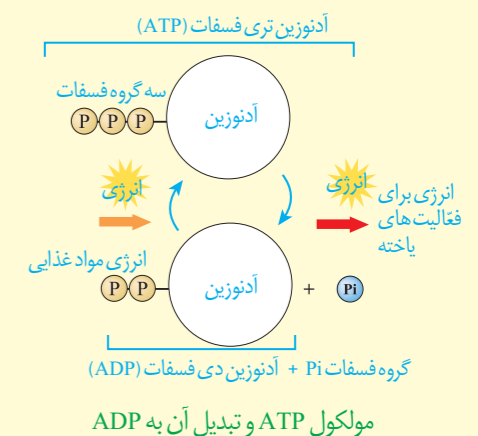 آدنوزین تری فسفات (ATP)
سه گروه فسفات
P P P
آدنوزین
انرژی
انرژی
انرژی برای
فعّالیت‌های
یاخته
انرژی مواد غذایی
P P
آدنوزین
+ Pi
گروه فسفات Pi + آدنوزین دی فسفات (ADP)
مولکول ATP و تبدیل آن به ADP